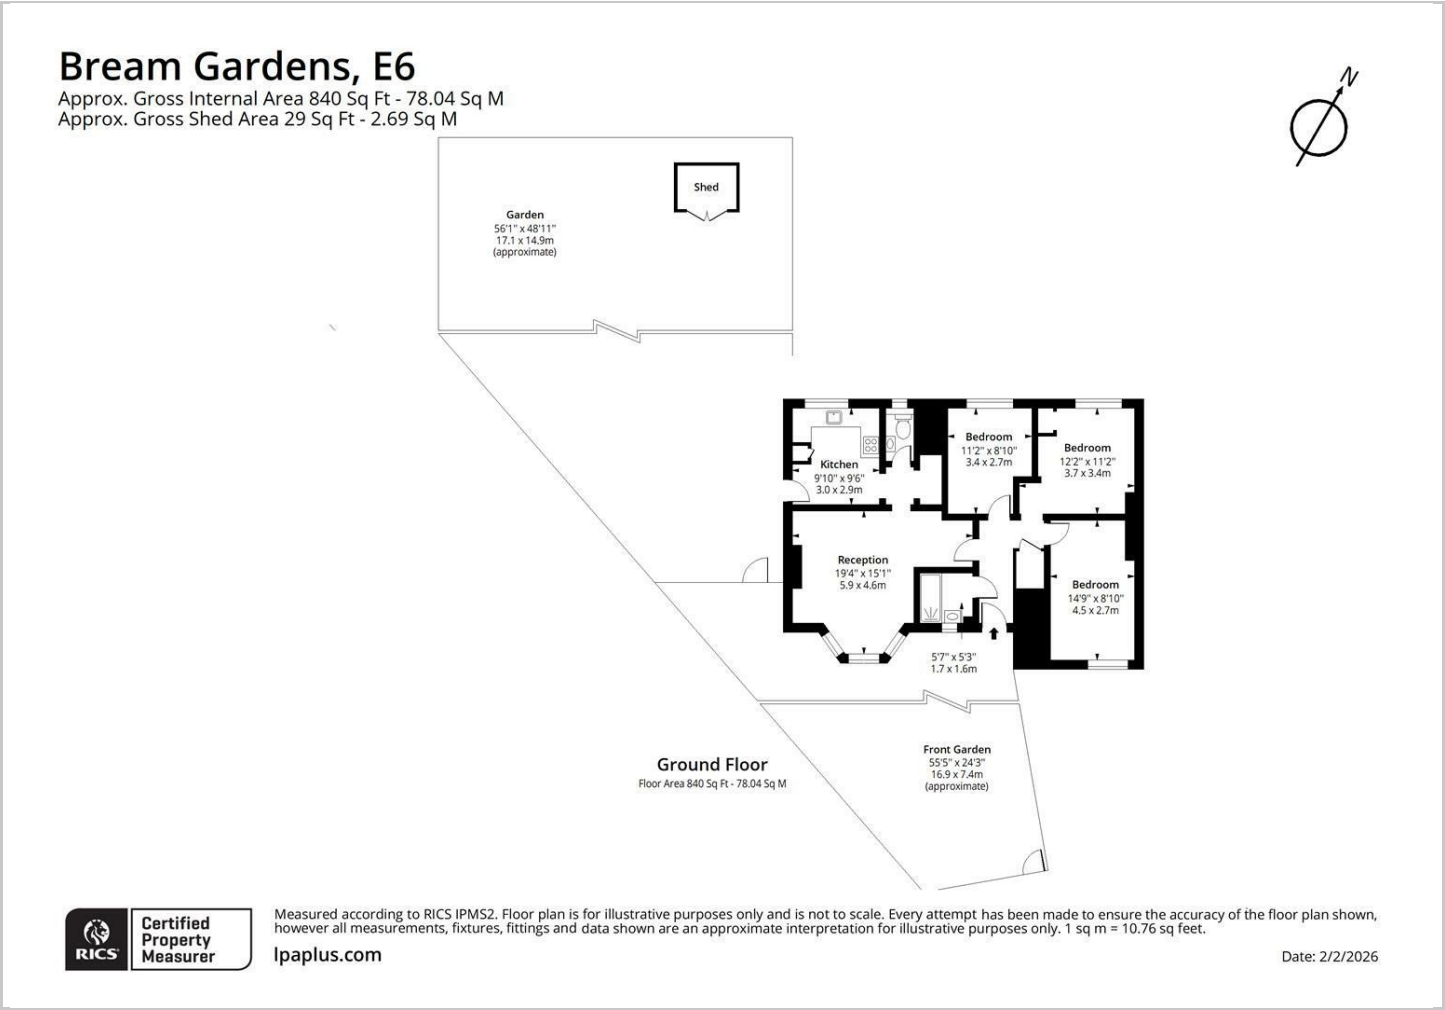 Bream Gardens, E6
Approx. Gross Internal Area 840 Sq Ft - 78.04 Sq M
Approx. Gross Shed Area 29 Sq Ft - 2.69 Sq M
N
Shed
Garden
56'1" x 48'11"
17.1 x 14.9m
(approximate)
Kitchen
9'10" x 9'6"
3.0 x 2.9m
Bedroom
11'2" x 8'10"
3.4 x 2.7m
Bedroom
12'2" x 11'2"
3.7 x 3.4m
Reception
19'4" x 15'1"
5.9 x 4.6m
Bedroom
14'9" x 8'10"
4.5 x 2.7m
5'7" x 5'3"
1.7 x 1.6m
Front Garden
55'5" x 24'3"
16.9 x 7.4m
(approximate)
Ground Floor
Floor Area 840 Sq Ft - 78.04 Sq M
RICS
Certified
Property
Measurer
Measured according to RICS IPMS2. Floor plan is for illustrative purposes only and is not to scale. Every attempt has been made to ensure the accuracy of the floor plan shown,
however all measurements, fixtures, fittings and data shown are an approximate interpretation for illustrative purposes only. 1 sq m = 10.76 sq feet.
lpaplus.com
Date: 2/2/2026